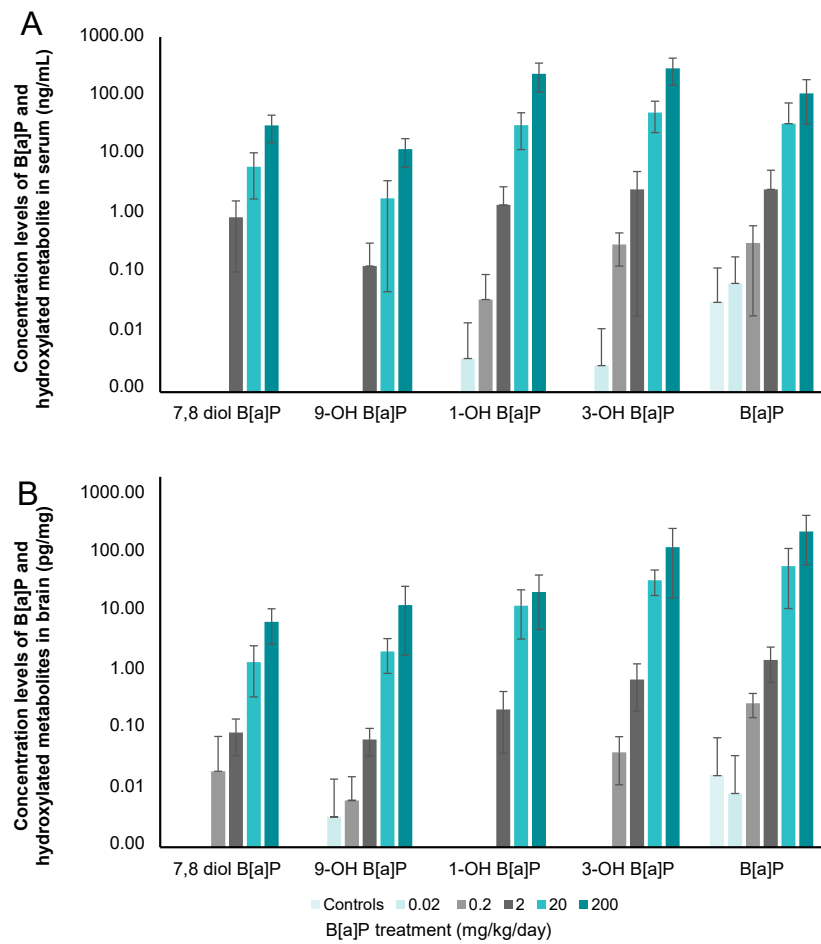 A
Concentration levels of B[a]P and
hydroxylated metabolite in serum (ng/mL)
1000.00
100.00
10.00
1.00
0.10
0.01
0.00
7,8 diol B[a]P 9-OH B[a]P 1-OH B[a]P 3-OH B[a]P B[a]P
B
Concentration levels of B[a]P and
hydroxylated metabolites in brain (pg/mg)
1000.00
100.00
10.00
1.00
0.10
0.01
0.00
7,8 diol B[a]P 9-OH B[a]P 1-OH B[a]P 3-OH B[a]P B[a]P
Controls 0.02 0.2 2 20 200
B[a]P treatment (mg/kg/day)